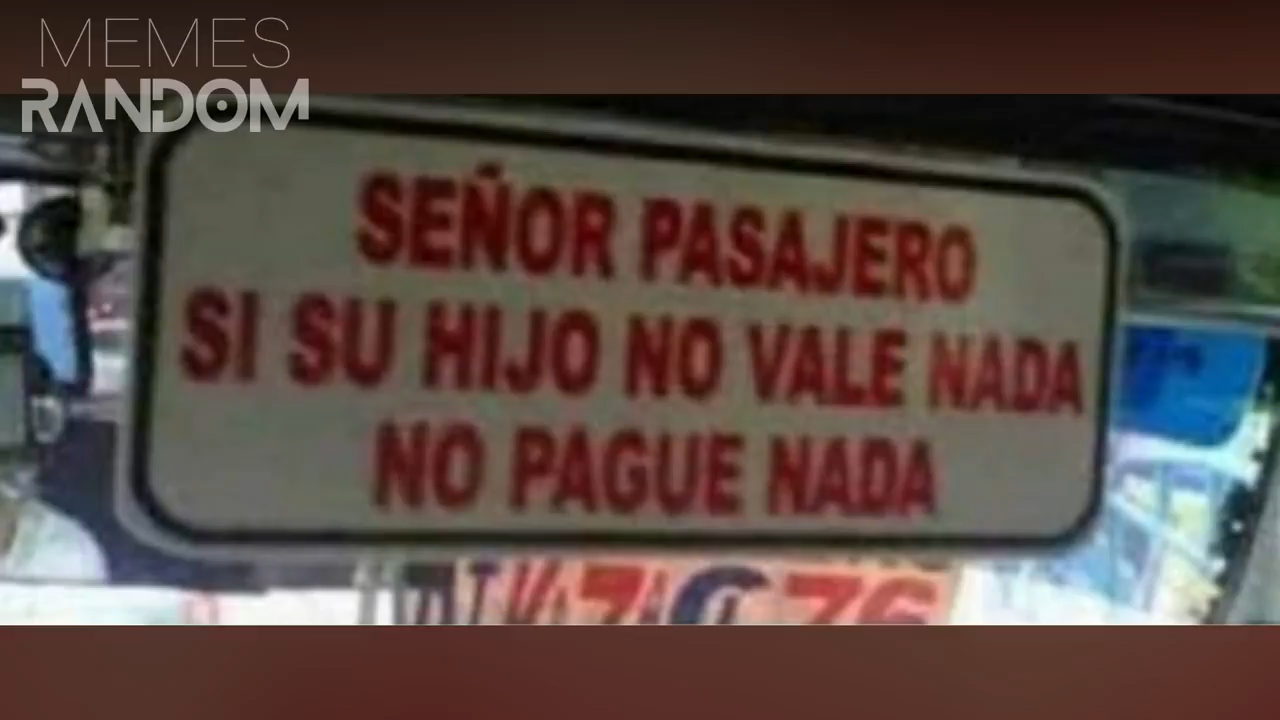 MEMES
RANDOM
SEÑOR PASAJERO
SI SU HIJO NO VALE NADA
NO PAGUE NADA